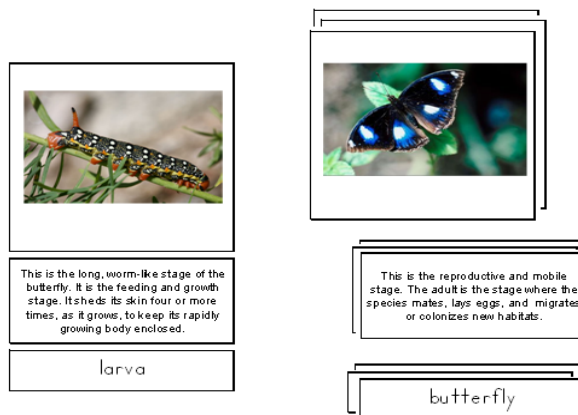 This is the long, worm-like stage of the
butterfly. It is the feeding and growth
stage. It sheds its skin four or more
times, as it grows, to keep its rapidly
growing body enclosed.
larva
This is the reproductive and mobile
stage. The adult is the stage where the
species mates, lays eggs, and migrates
or colonizes new habitats.
butterfly